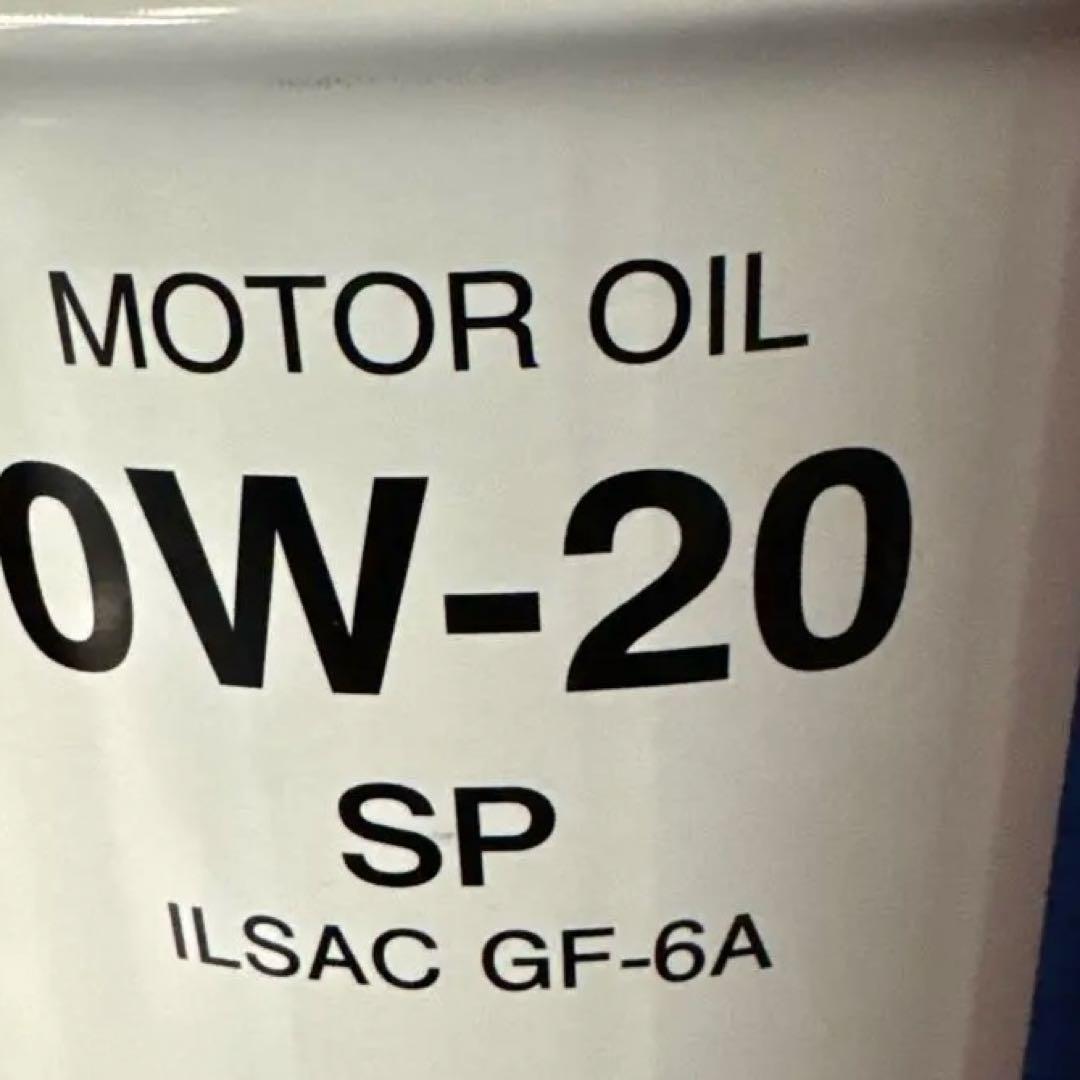 MOTOR OIL
0W-20
SP
ILSAC GF-6A